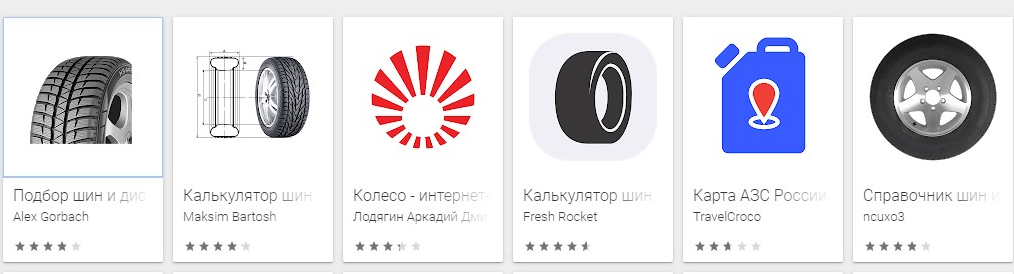 Подбор шин и дис
Alex Gorbach
Калькулятор шин
Maksim Bartosh
Колесо - интернет-
Лодягин Аркадий Дми
Калькулятор шин
Fresh Rocket
Карта АЗС России
TravelCroco
Справочник шин и
ncuxo3